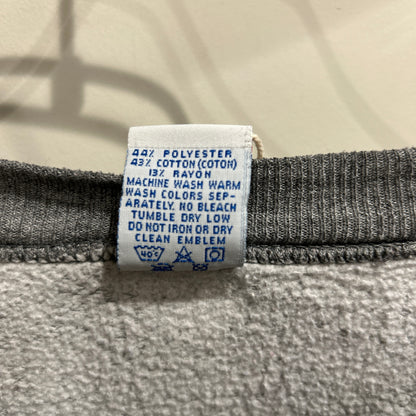 44% POLYESTER
43% COTTON (COTON)
13% RAYON
MACHINE WASH WARM
WASH COLORS SEP-
ARATELY. NO BLEACH
TUMBLE DRY LOW
DO NOT IRON OR DRY
CLEAN EMBLEM
40°C